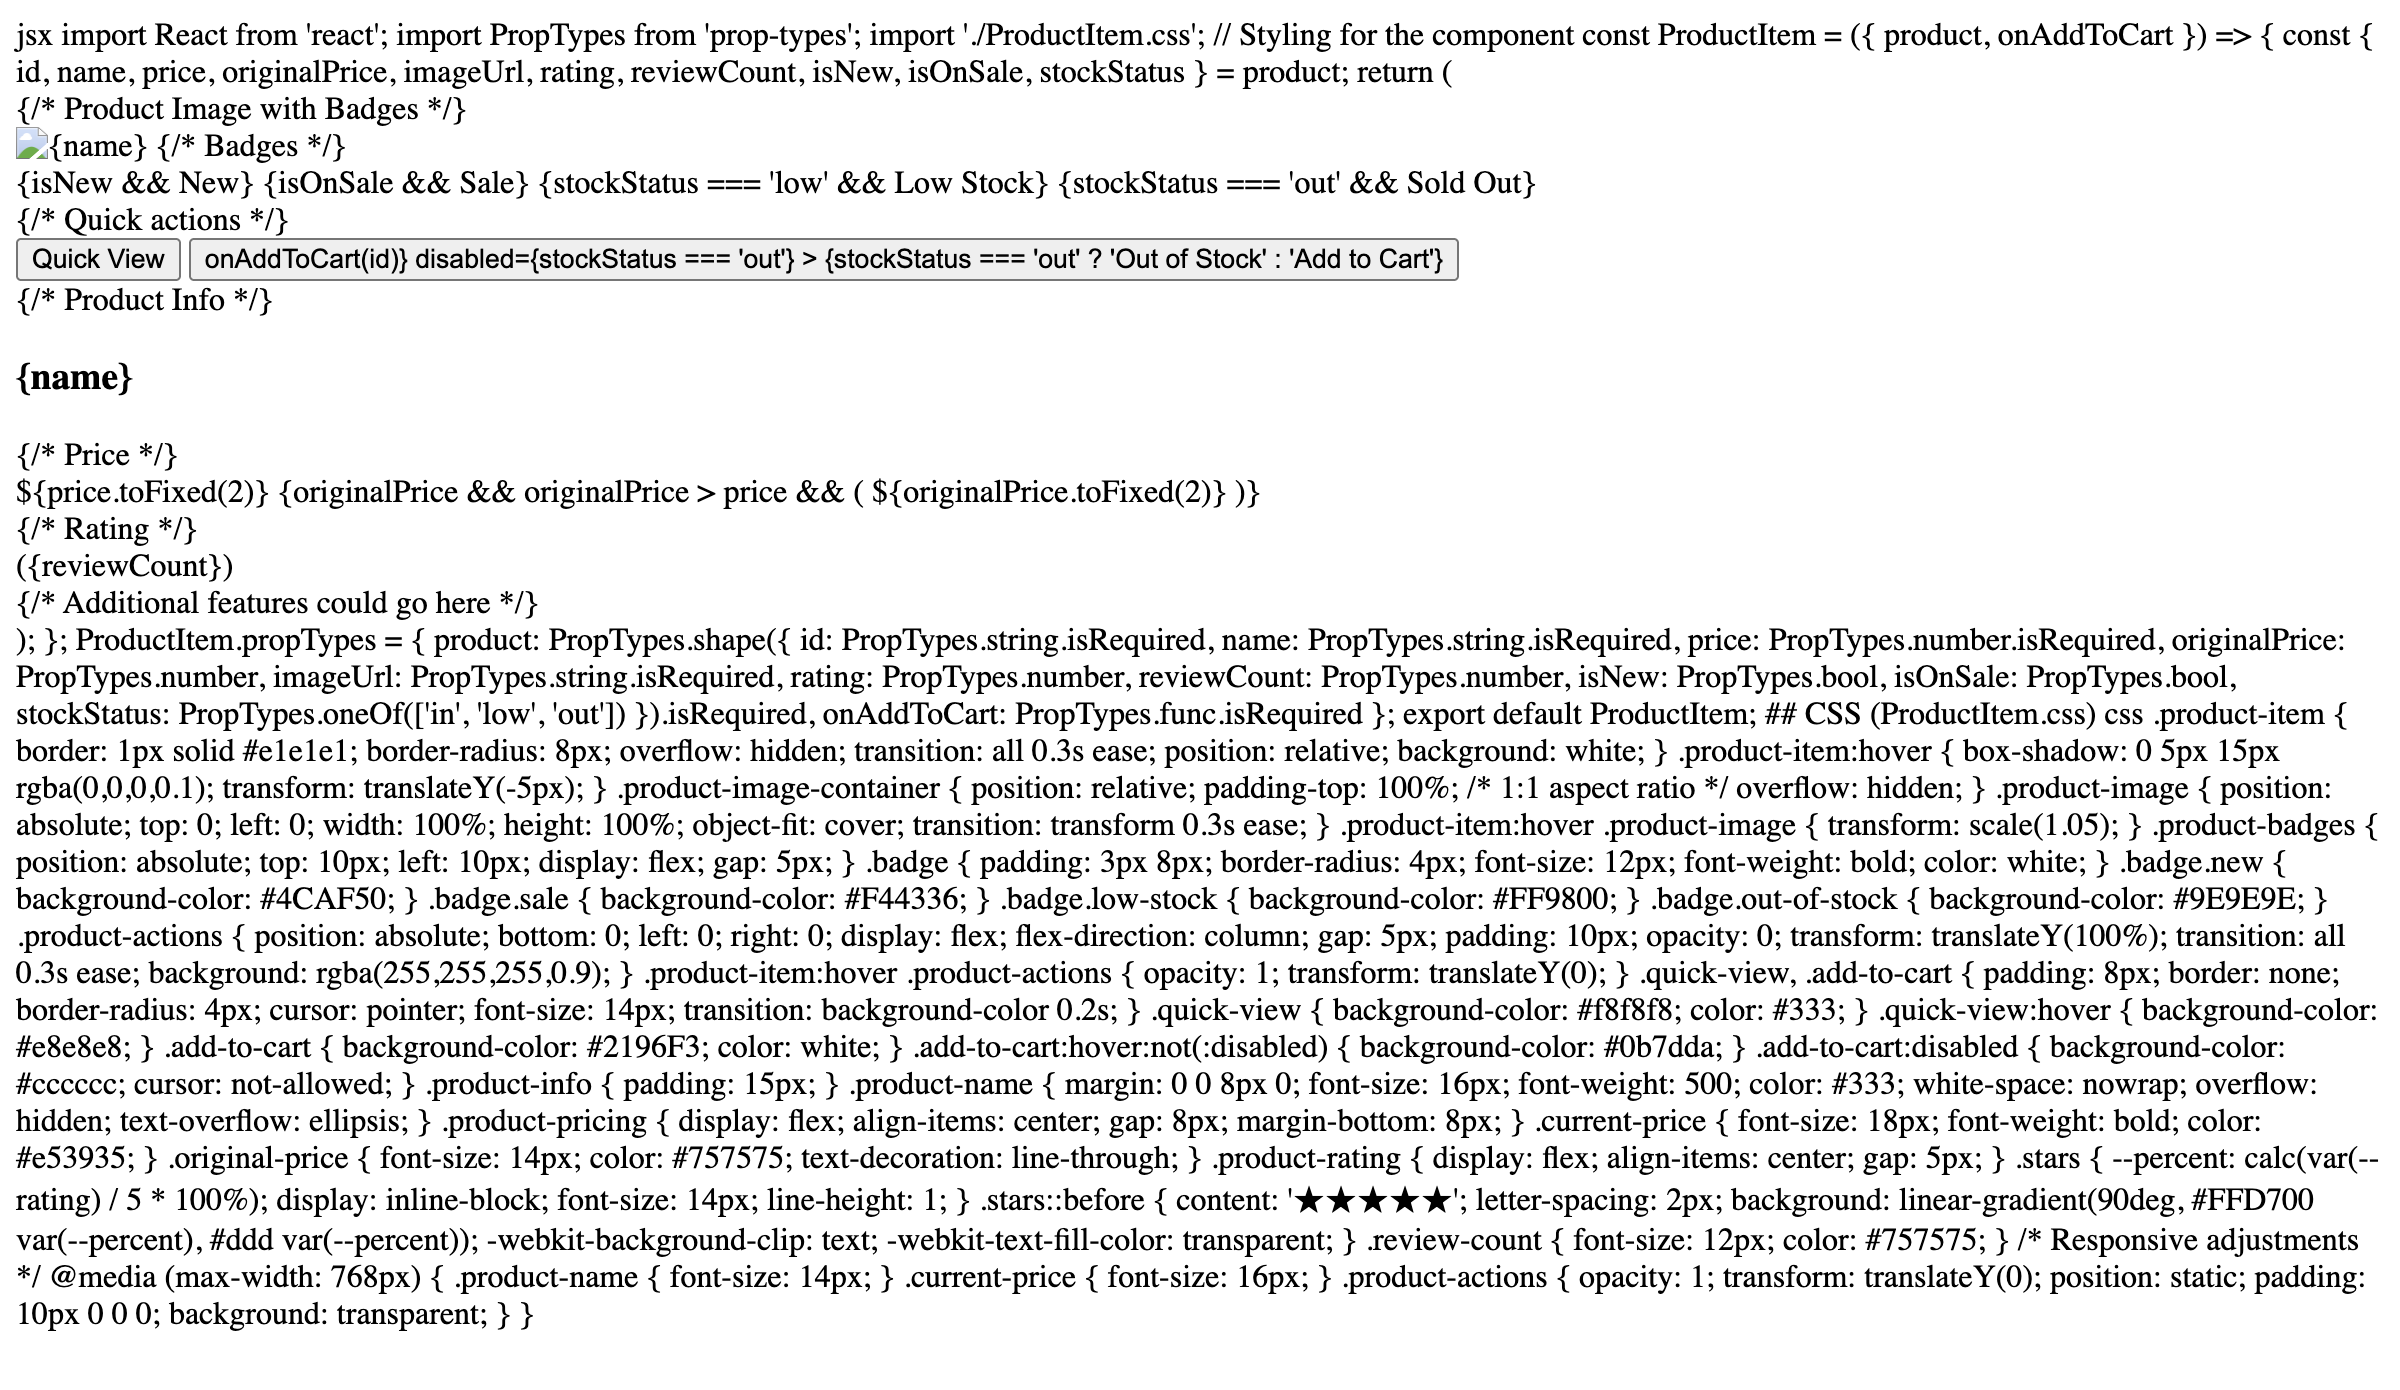 jsx import React from 'react'; import PropTypes from 'prop-types'; import './ProductItem.css'; // Styling for the component const ProductItem = ({ product, onAddToCart }) => { const {
id, name, price, originalPrice, imageUrl, rating, reviewCount, isNew, isOnSale, stockStatus } = product; return (
{/* Product Image with Badges */}
{name} {/* Badges */}
{isNew && New} {isOnSale && Sale} {stockStatus === 'low' && Low Stock} {stockStatus === 'out' && Sold Out}
{/* Quick actions */}
Quick View onAddToCart(id)} disabled={stockStatus === 'out'} > {stockStatus === 'out' ? 'Out of Stock' : 'Add to Cart'}
{/* Product Info */}
{name}
{/* Price */}
${price.toFixed(2)} {originalPrice && originalPrice > price && ( ${originalPrice.toFixed(2)} )}
{/* Rating */}
({reviewCount})
{/* Additional features could go here */}
); }; ProductItem.propTypes = { product: PropTypes.shape({ id: PropTypes.string.isRequired, name: PropTypes.string.isRequired, price: PropTypes.number.isRequired, originalPrice:
PropTypes.number, imageUrl: PropTypes.string.isRequired, rating: PropTypes.number, reviewCount: PropTypes.number, isNew: PropTypes.bool, isOnSale: PropTypes.bool,
stockStatus: PropTypes.oneOf(['in', 'low', 'out']) }).isRequired, onAddToCart: PropTypes.func.isRequired }; export default ProductItem; ## CSS (ProductItem.css) css .product-item {
border: 1px solid #e1e1e1; border-radius: 8px; overflow: hidden; transition: all 0.3s ease; position: relative; background: white; } .product-item:hover { box-shadow: 0 5px 15px
rgba(0,0,0,0.1); transform: translateY(-5px); } .product-image-container { position: relative; padding-top: 100%; /* 1:1 aspect ratio */ overflow: hidden; } .product-image { position:
absolute; top: 0; left: 0; width: 100%; height: 100%; object-fit: cover; transition: transform 0.3s ease; } .product-item:hover .product-image { transform: scale(1.05); } .product-badges {
position: absolute; top: 10px; left: 10px; display: flex; gap: 5px; } .badge { padding: 3px 8px; border-radius: 4px; font-size: 12px; font-weight: bold; color: white; } .badge.new {
background-color: #4CAF50; } .badge.sale { background-color: #F44336; } .badge.low-stock { background-color: #FF9800; } .badge.out-of-stock { background-color: #9E9E9E; }
.product-actions { position: absolute; bottom: 0; left: 0; right: 0; display: flex; flex-direction: column; gap: 5px; padding: 10px; opacity: 0; transform: translateY(100%); transition: all
0.3s ease; background: rgba(255,255,255,0.9); } .product-item:hover .product-actions { opacity: 1; transform: translateY(0); } .quick-view, .add-to-cart { padding: 8px; border: none;
border-radius: 4px; cursor: pointer; font-size: 14px; transition: background-color 0.2s; } .quick-view { background-color: #f8f8f8; color: #333; } .quick-view:hover { background-color:
#e8e8e8; } .add-to-cart { background-color: #2196F3; color: white; } .add-to-cart:hover:not(:disabled) { background-color: #0b7dda; } .add-to-cart:disabled { background-color:
#cccccc; cursor: not-allowed; } .product-info { padding: 15px; } .product-name { margin: 0 0 8px 0; font-size: 16px; font-weight: 500; color: #333; white-space: nowrap; overflow:
hidden; text-overflow: ellipsis; } .product-pricing { display: flex; align-items: center; gap: 8px; margin-bottom: 8px; } .current-price { font-size: 18px; font-weight: bold; color:
#e53935; } .original-price { font-size: 14px; color: #757575; text-decoration: line-through; } .product-rating { display: flex; align-items: center; gap: 5px; } .stars { --percent: calc(var(--
rating) / 5 * 100%); display: inline-block; font-size: 14px; line-height: 1; } .stars::before { content: '★★★★★'; letter-spacing: 2px; background: linear-gradient(90deg, #FFD700
var(--percent), #ddd var(--percent)); -webkit-background-clip: text; -webkit-text-fill-color: transparent; } .review-count { font-size: 12px; color: #757575; } /* Responsive adjustments
*/ @media (max-width: 768px) { .product-name { font-size: 14px; } .current-price { font-size: 16px; } .product-actions { opacity: 1; transform: translateY(0); position: static; padding:
10px 0 0 0; background: transparent; } }